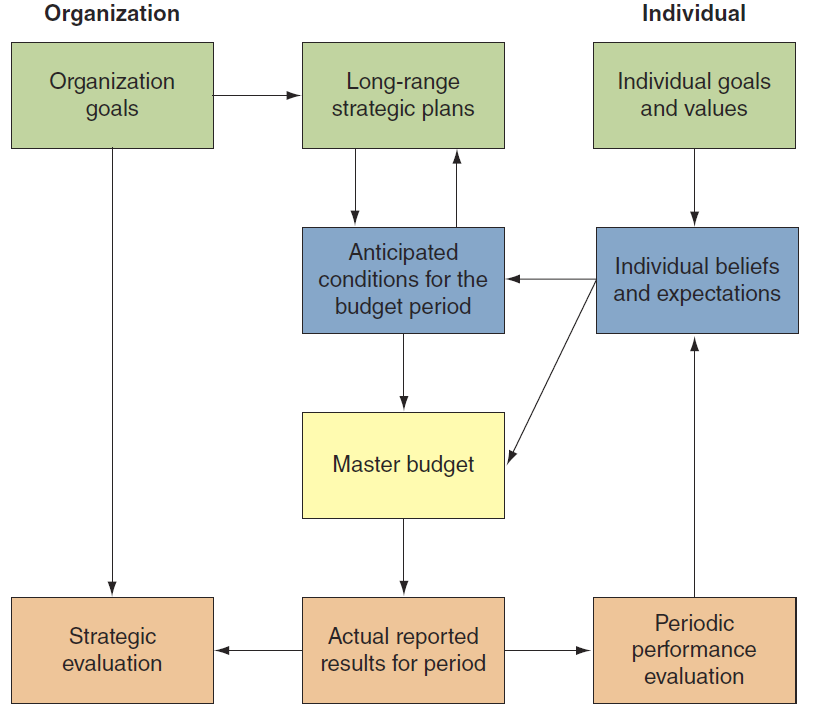 Organization
Individual
Organization
goals
Long-range
strategic plans
Individual goals
and values
Anticipated
conditions for the
budget period
Individual beliefs
and expectations
Master budget
Strategic
evaluation
Actual reported
results for period
Periodic
performance
evaluation